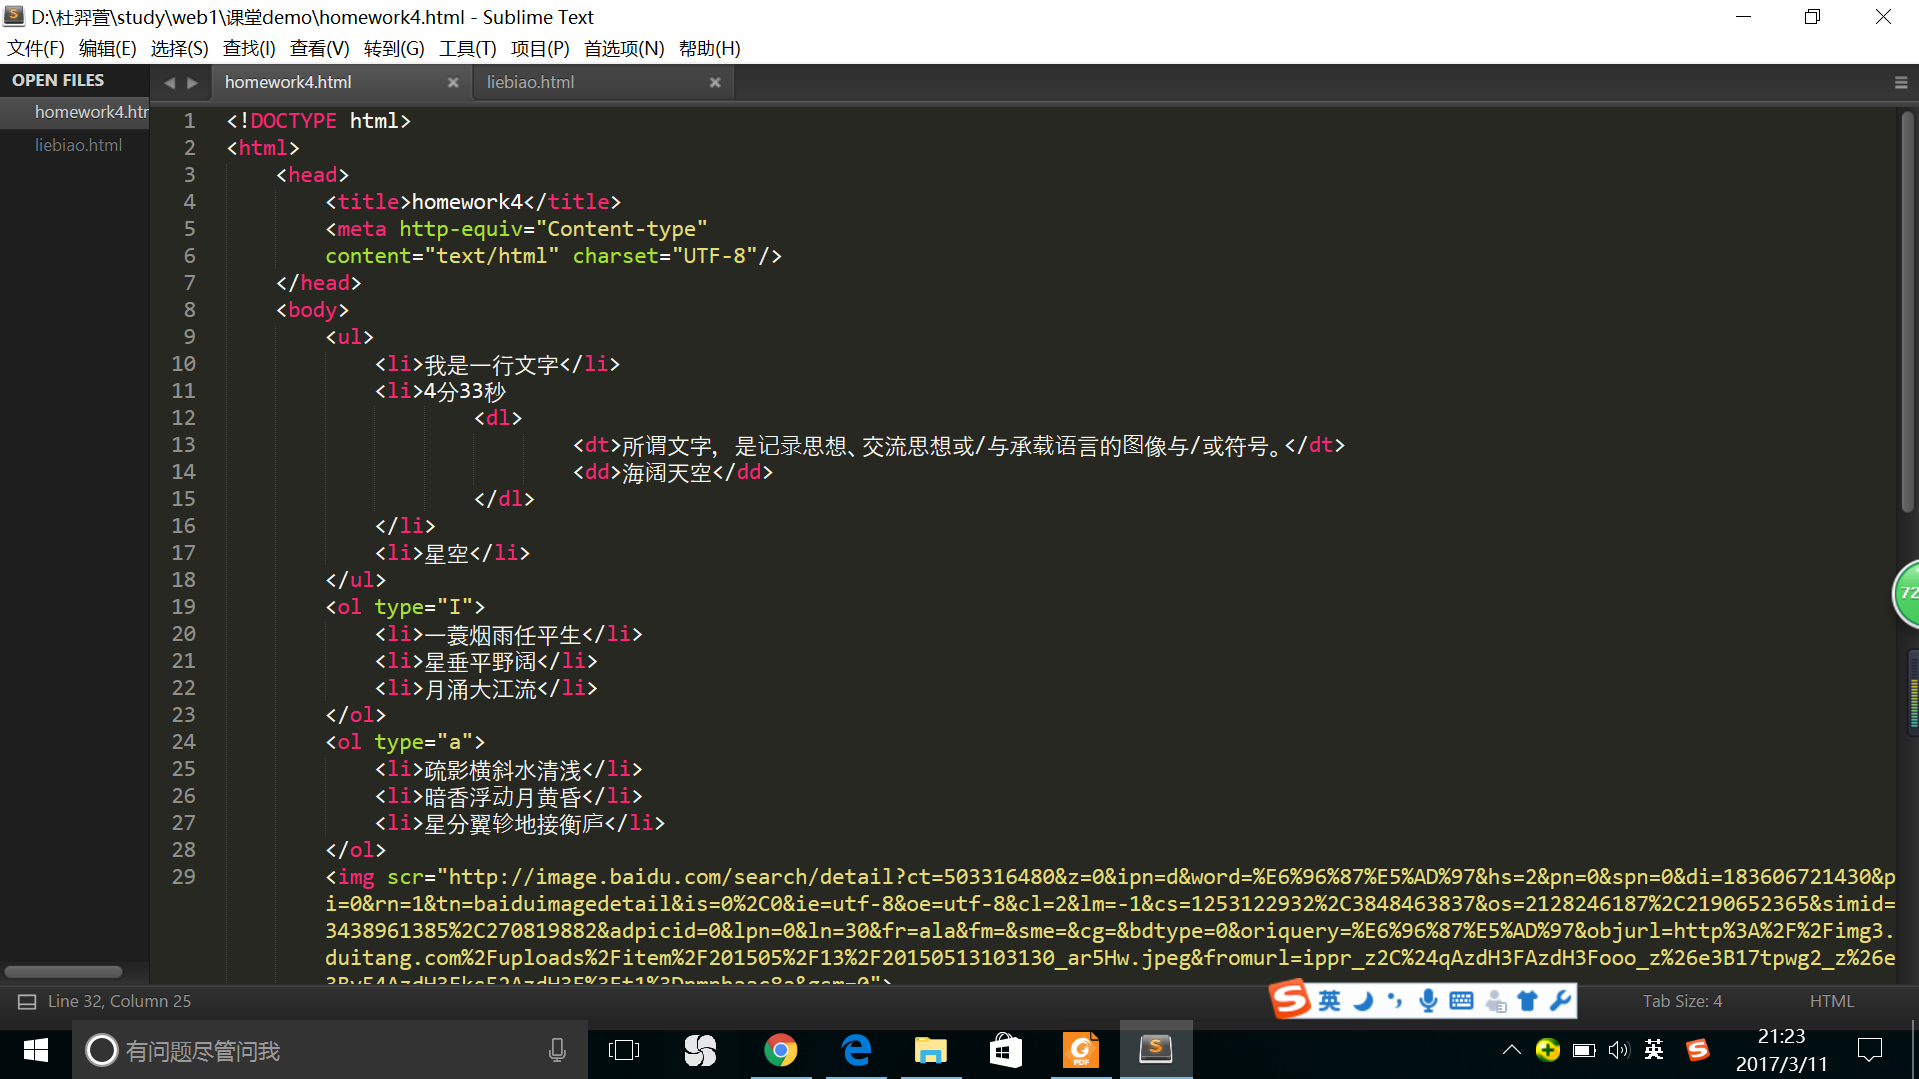 D:\杜羿萱\study\web1\课堂demo\homework4.html - Sublime Text
文件(F) 编辑(E) 选择(S) 查找(I) 查看(V) 转到(G) 工具(T) 项目(P) 首选项(N) 帮助(H)
OPEN FILES
homework4.htm
liebiao.html
homework4.html
liebiao.html
1 <!DOCTYPE html>
2 <html>
3 <head>
4 <title>homework4</title>
5 <meta http-equiv="Content-type"
6 content="text/html" charset="UTF-8"/>
7 </head>
8 <body>
9 <ul>
10 <li>我是一行文字</li>
11 <li>4分33秒
12 <dl>
13 <dt>所谓文字，是记录思想、交流思想或/与承载语言的图像与/或符号。</dt>
14 <dd>海阔天空</dd>
15 </dl>
16 </li>
17 <li>星空</li>
18 </ul>
19 <ol type="I">
20 <li>一蓑烟雨任平生</li>
21 <li>星垂平野阔</li>
22 <li>月涌大江流</li>
23 </ol>
24 <ol type="a">
25 <li>疏影横斜水清浅</li>
26 <li>暗香浮动月黄昏</li>
27 <li>星分翼轸地接衡庐</li>
28 </ol>
29 <img scr="http://image.baidu.com/search/detail?ct=503316480&z=0&ipn=d&word=%E6%96%87%E5%AD%97&hs=2&pn=0&spn=0&di=183606721430&p
i=0&rn=1&tn=baiduimagedetail&is=0%2C0&ie=utf-8&oe=utf-8&cl=2&lm=-1&cs=1253122932%2C3848463837&os=2128246187%2C2190652365&simid=
3438961385%2C270819882&adpicid=0&lpn=0&ln=30&fr=ala&fm=&sme=&cg=&bdtype=0&oriquery=%E6%96%87%E5%AD%97&objurl=http%3A%2F%2Fimg3.
duitang.com%2Fuploads%2Fitem%2F201505%2F13%2F20150513103130_ar5Hw.jpeg&fromurl=ippr_z2C%24qAzdH3FAzdH3Fooo_z%26e3B17tpwg2_z%26e
72
Line 32, Column 25
英
Tab Size: 4
HTML
有问题尽管问我
PDF
英
21:23
2017/3/11